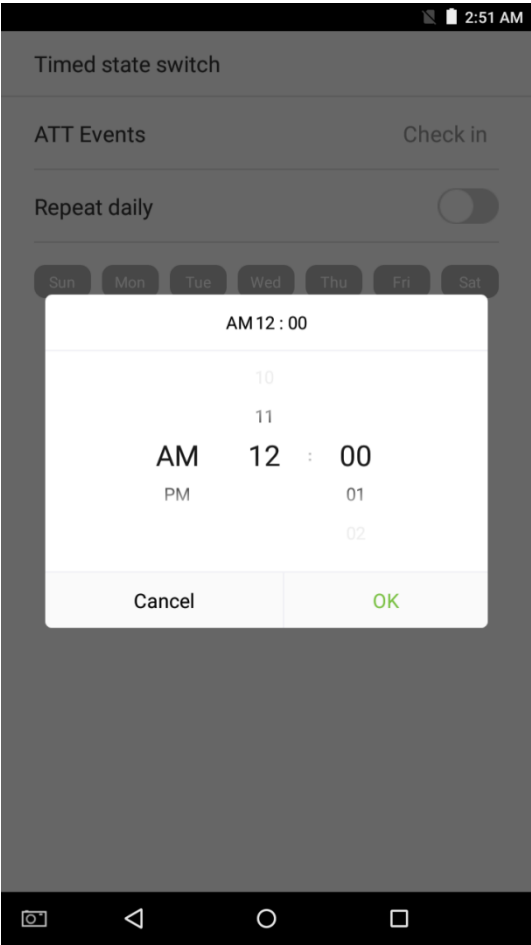 2:51 AM
Timed state switch
ATT Events Check in
Repeat daily
Sun Mon Tue Wed Thu Fri Sat
AM 12 : 00
10
11
AM 12 : 00
PM 01
02
Cancel OK